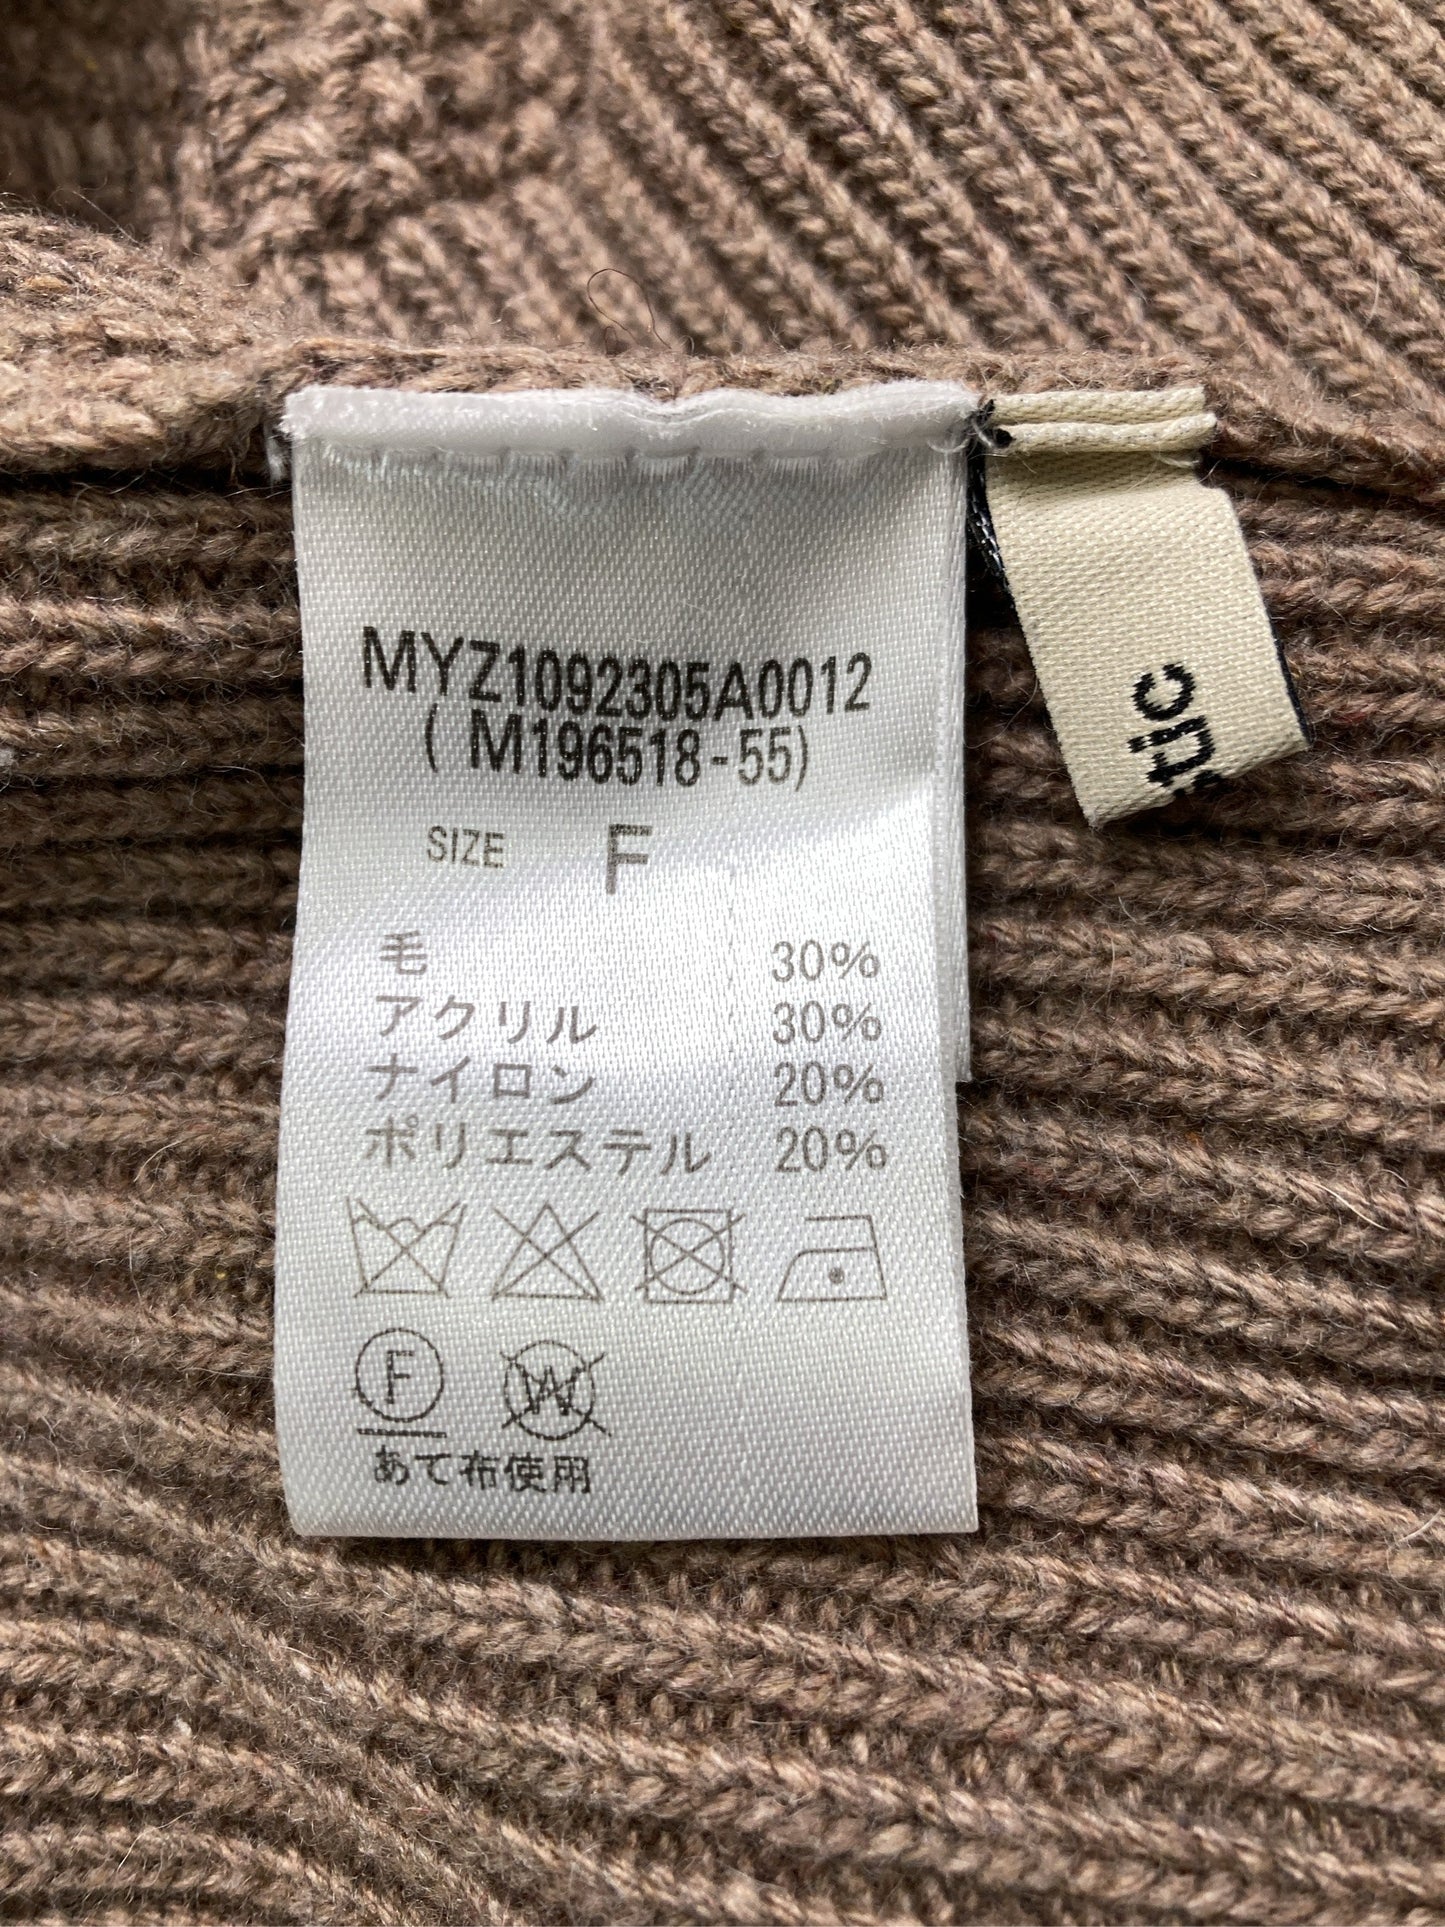 MYZ1092305A0012
( M196518-55)
SIZE F
毛 30%
アクリル 30%
ナイロン 20%
ポリエステル 20%
F
W
あて布使用
stic